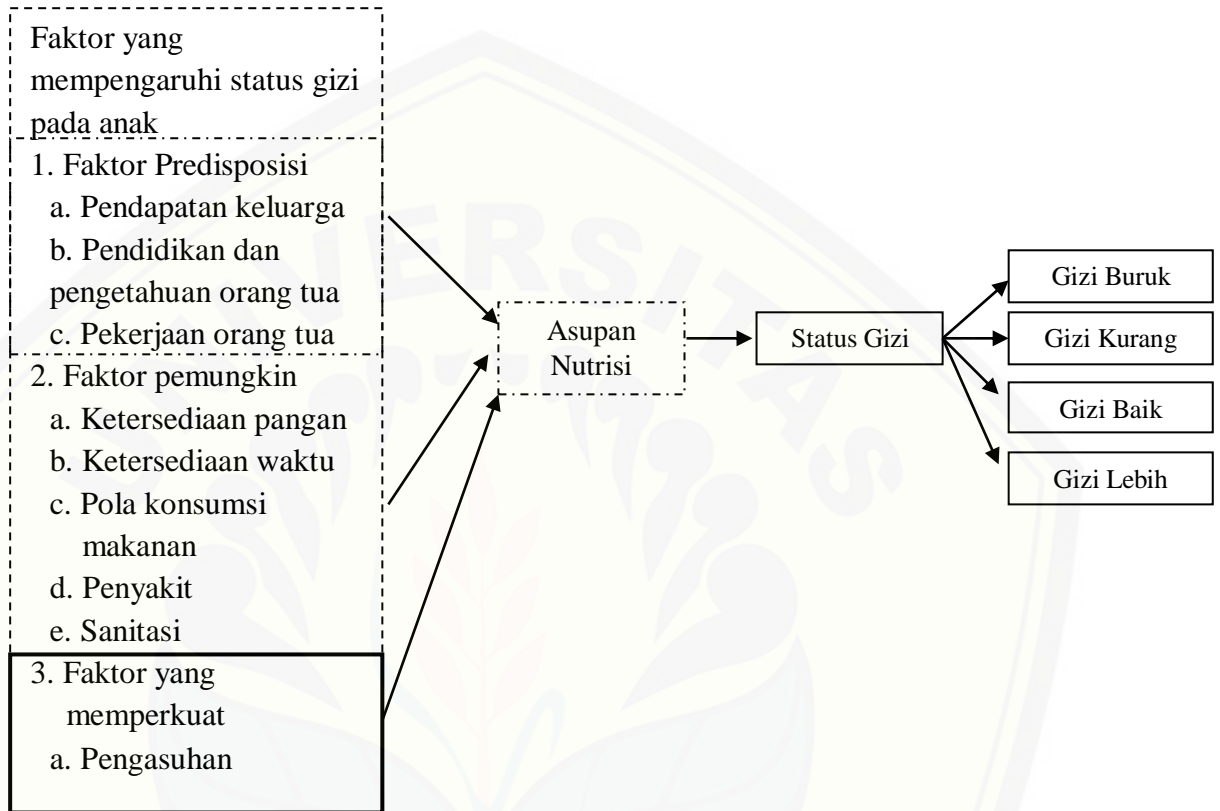 Faktor yang
mempengaruhi status gizi
pada anak
1. Faktor Predisposisi
a. Pendapatan keluarga
b. Pendidikan dan
pengetahuan orang tua
c. Pekerjaan orang tua
2. Faktor pemungkin
a. Ketersediaan pangan
b. Ketersediaan waktu
c. Pola konsumsi
makanan
d. Penyakit
e. Sanitasi
3. Faktor yang
memperkuat
a. Pengasuhan
Asupan
Nutrisi
Status Gizi
Gizi Buruk
Gizi Kurang
Gizi Baik
Gizi Lebih
UNIVERSITAS